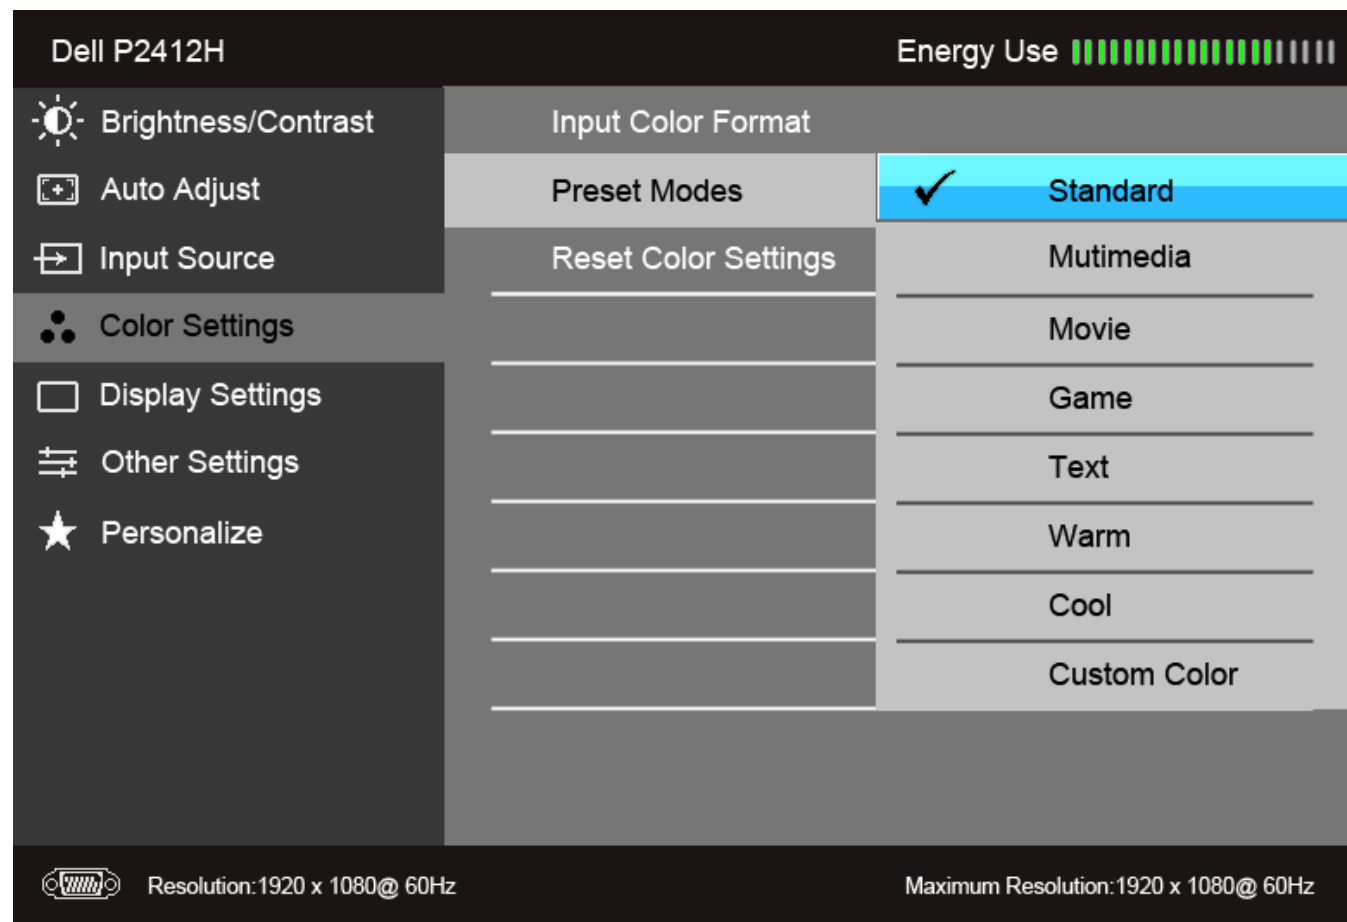 Dell P2412H
Energy Use
Brightness/Contrast
Auto Adjust
Input Source
Color Settings
Display Settings
Other Settings
Personalize
Input Color Format
Preset Modes
Reset Color Settings
Standard
Mutimedia
Movie
Game
Text
Warm
Cool
Custom Color
Resolution:1920 x 1080@ 60Hz
Maximum Resolution:1920 x 1080@ 60Hz